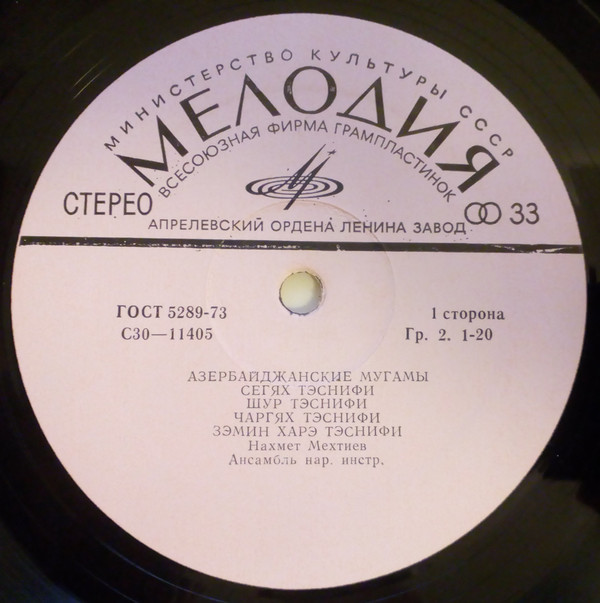 МИНИСТЕРСТВО КУЛЬТУРЫ СССР
МЕЛОДИЯ
ВСЕСОЮЗНАЯ ФИРМА ГРАМПЛАСТИНОК
СТЕРЕО
33
АПРЕЛЕВСКИЙ ОРДЕНА ЛЕНИНА ЗАВОД
ГОСТ 5289-73
1 сторона
С30—11405
Гр. 2. 1-20
АЗЕРБАЙДЖАНСКИЕ МУГАМЫ
СЕГЯХ ТЭСНИФИ
ШУР ТЭСНИФИ
ЧАРГЯХ ТЭСНИФИ
ЗЭМИН ХАРЭ ТЭСНИФИ
Нахмет Мехтиев
Ансамбль нар. инстр.